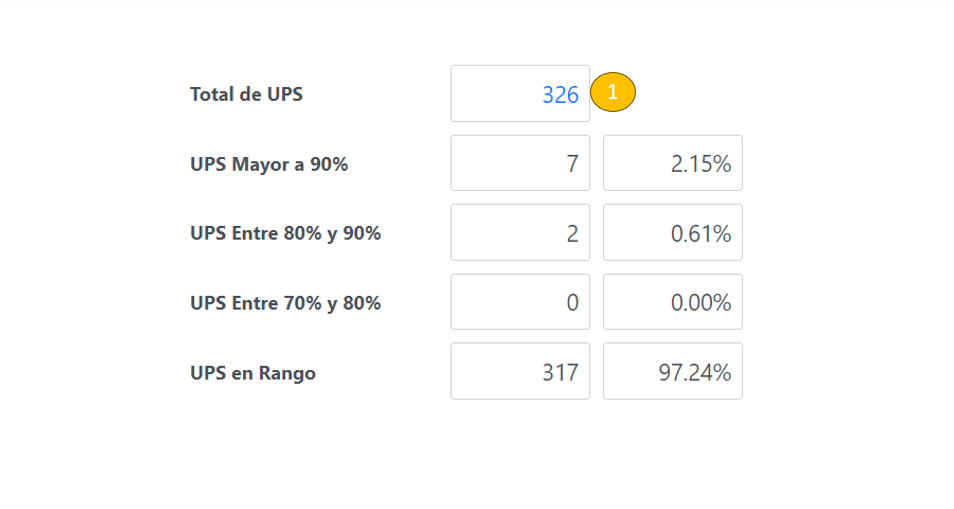 Total de UPS 326 1
UPS Mayor a 90% 7 2.15%
UPS Entre 80% y 90% 2 0.61%
UPS Entre 70% y 80% 0 0.00%
UPS en Rango 317 97.24%